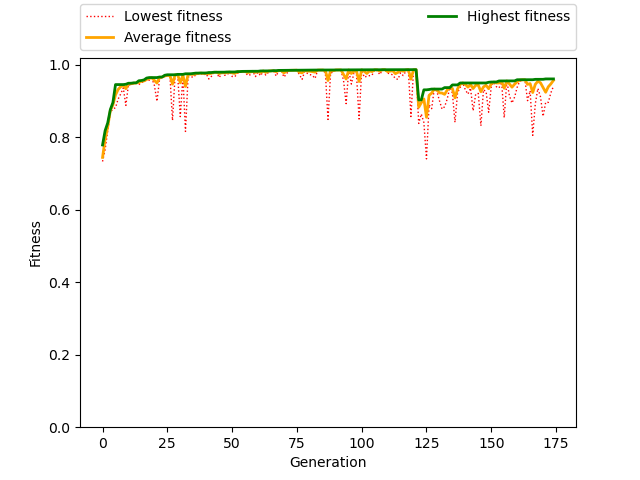 Lowest fitness
Average fitness
Highest fitness
1.0
0.8
0.6
0.4
0.2
0.0
Fitness
0 25 50 75 100 125 150 175
Generation